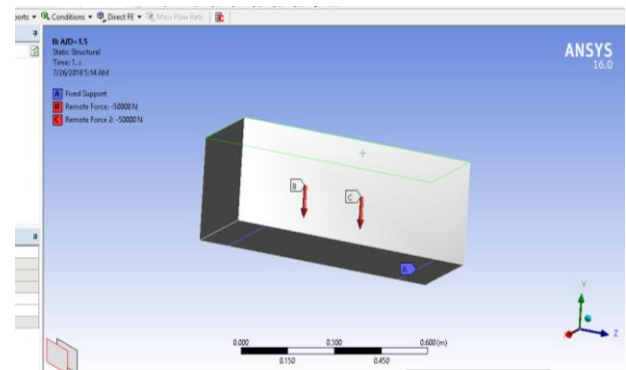 ports Conditions Direct FE Mass Flow Rate
B: A/D=1.5
Static Structural
Time: 1. s
7/26/2018 5:14 AM
A Fixed Support
B Remote Force: -50000 N
C Remote Force 2: -50000 N
ANSYS
16.0
B
C
A
Y
Z
0.000 0.300 0.600 (m)
0.150 0.450